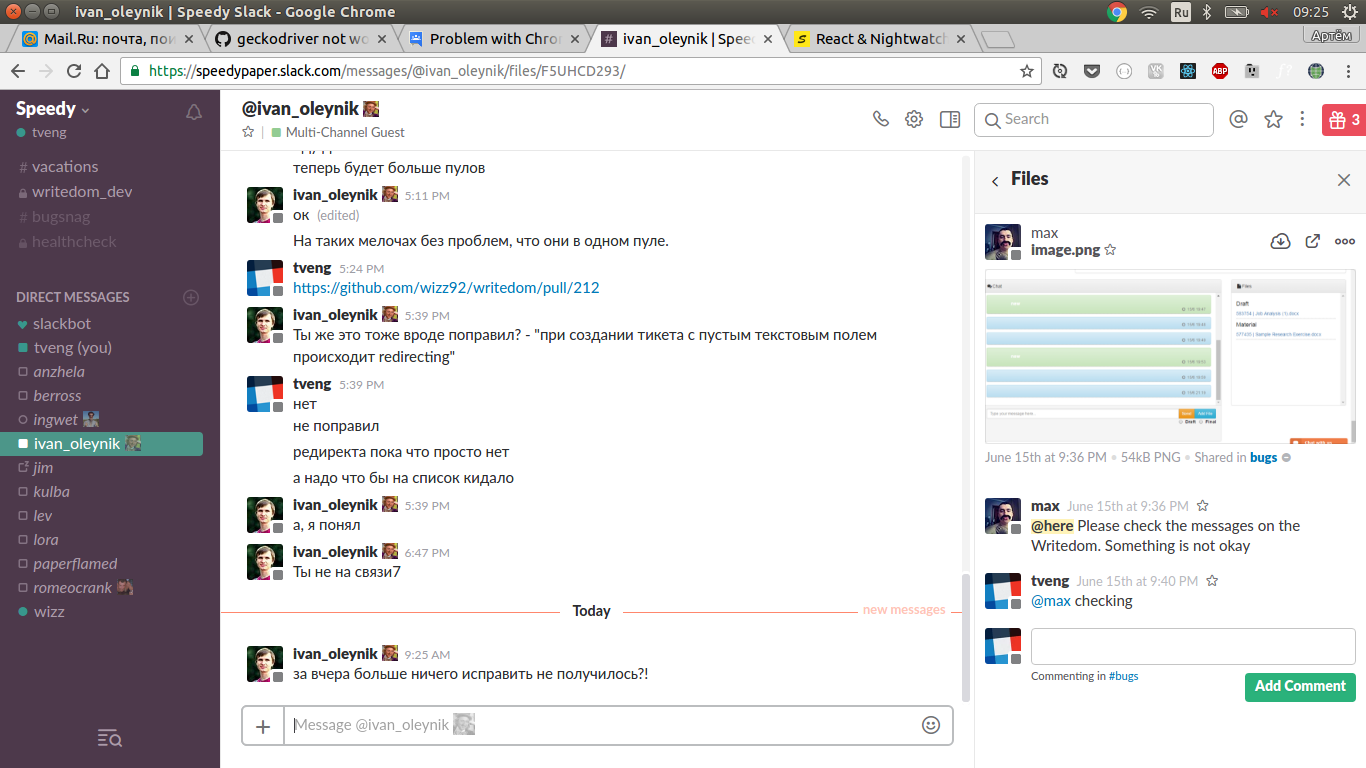 ivan_oleynik | Speedy Slack - Google Chrome
Ru
09:25
Mail.Ru: почта, пои
geckodriver not wo
Problem with Chro
ivan_oleynik | Spee
React & Nightwatch
Артём
https://speedypaper.slack.com/messages/@ivan_oleynik/files/F5UHCD293/
ABP
Speedy
tveng
# vacations
writedom_dev
# bugsnag
healthcheck
DIRECT MESSAGES
slackbot
tveng (you)
anzhela
berross
ingwet
ivan_oleynik
jim
kulba
lev
lora
paperflamed
romeocrank
wizz
@ivan_oleynik
Multi-Channel Guest
Search
3
теперь будет больше пулов
ivan_oleynik 5:11 PM
ок (edited)
На таких мелочах без проблем, что они в одном пуле.
tveng 5:24 PM
https://github.com/wizz92/writedom/pull/212
ivan_oleynik 5:39 PM
Ты же это тоже вроде поправил? - "при создании тикета с пустым текстовым полем
происходит redirecting"
tveng 5:39 PM
нет
не поправил
редиректа пока что просто нет
а надо что бы на список кидало
ivan_oleynik 5:39 PM
а, я понял
ivan_oleynik 6:47 PM
Ты не на связи7
Today
new messages
ivan_oleynik 9:25 AM
за вчера больше ничего исправить не получилось?!
Message @ivan_oleynik
Files
max
image.png
Chat
Files
Draft
Material
Draft
Final
June 15th at 9:36 PM • 54kB PNG • Shared in bugs
max June 15th at 9:36 PM
@here Please check the messages on the
Writedom. Something is not okay
tveng June 15th at 9:40 PM
@max checking
Commenting in #bugs
Add Comment